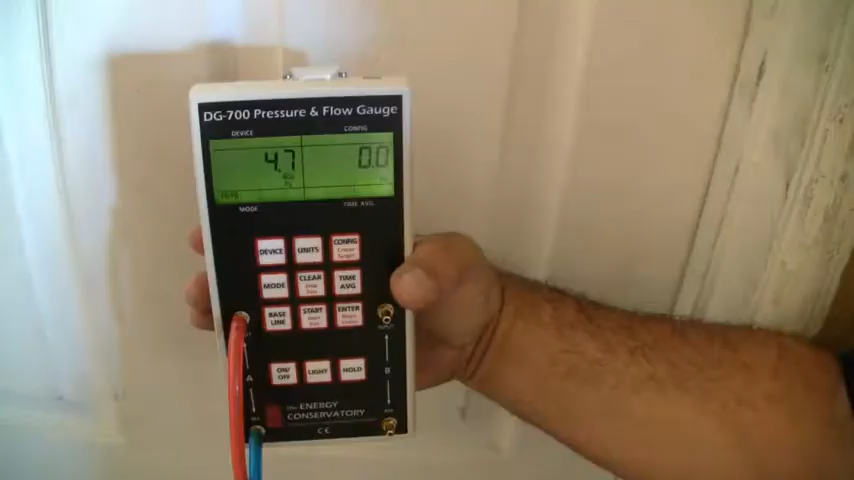 DG-700 Pressure & Flow Gauge
DEVICE CONFIG
4.7 0.0
MODE TIME AVG.
DEVICE UNITS CONFIG
MODE CLEAR TIME AVG
BASE LINE START ENTER
INPUT
A B
ON/OFF LIGHT HOLD
The ENERGY
CONSERVATORY
CE